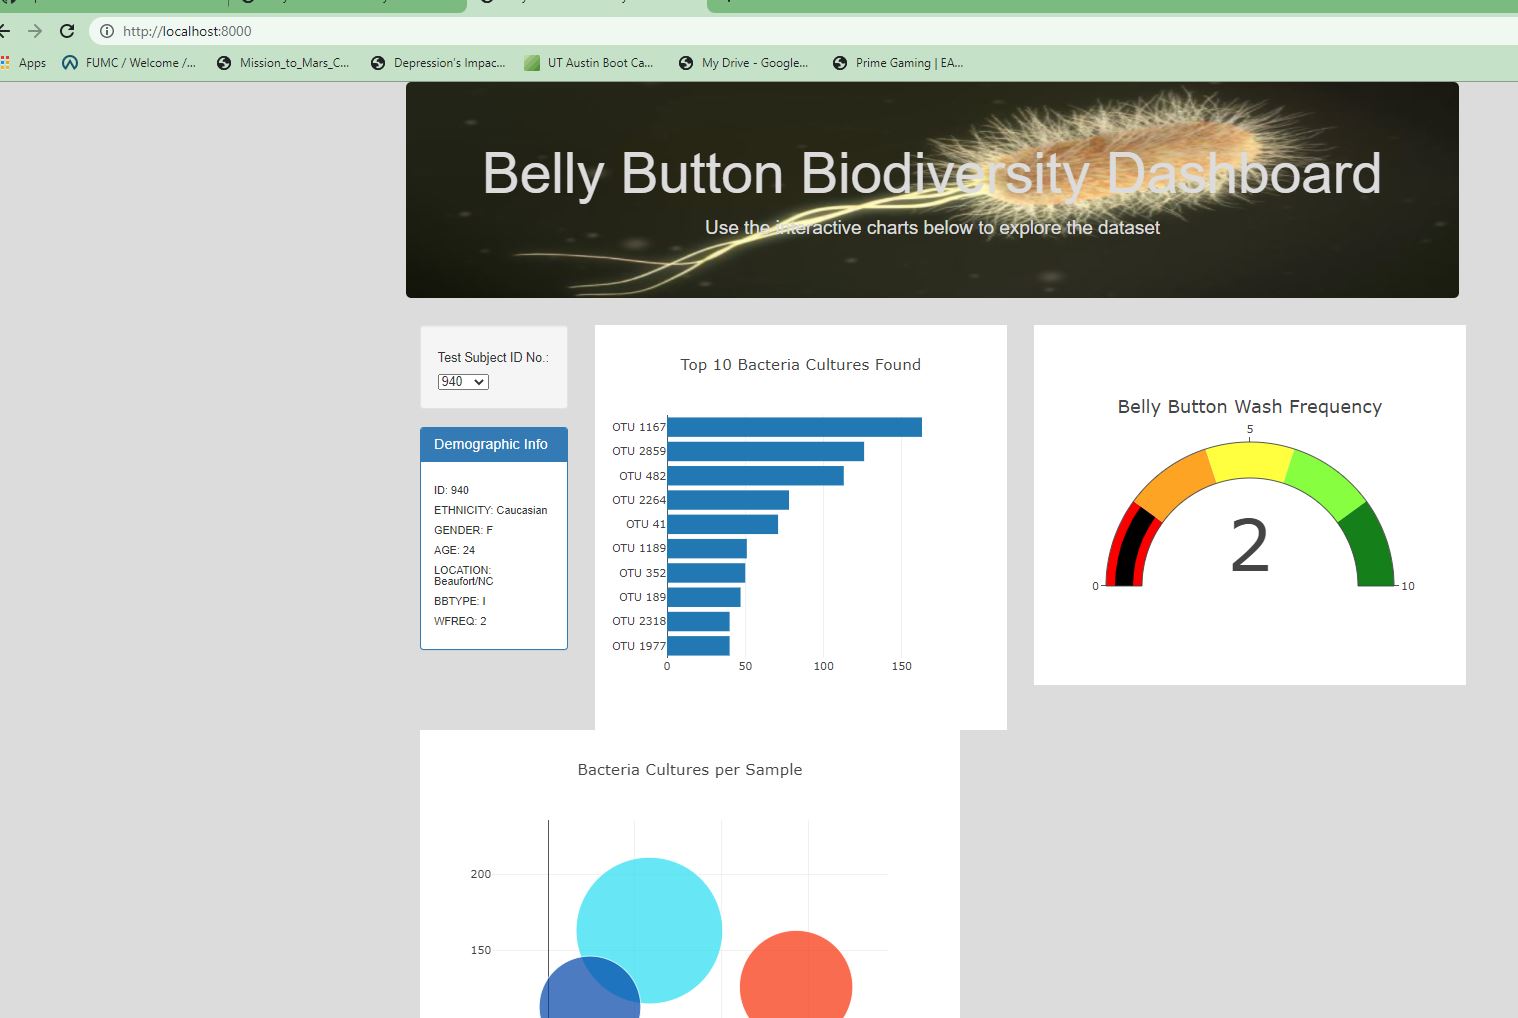 http://localhost:8000
Apps FUMC / Welcome /... Mission_to_Mars_C... Depression's Impac... UT Austin Boot Ca... My Drive - Google... Prime Gaming | EA...
Belly Button Biodiversity Dashboard
Use the interactive charts below to explore the dataset
Test Subject ID No.:
940
Demographic Info
ID: 940
ETHNICITY: Caucasian
GENDER: F
AGE: 24
LOCATION:
Beaufort/NC
BBTYPE: I
WFREQ: 2
Top 10 Bacteria Cultures Found
OTU 1167
OTU 2859
OTU 482
OTU 2264
OTU 41
OTU 1189
OTU 352
OTU 189
OTU 2318
OTU 1977
0 50 100 150
Belly Button Wash Frequency
5
2
0 10
Bacteria Cultures per Sample
200
150